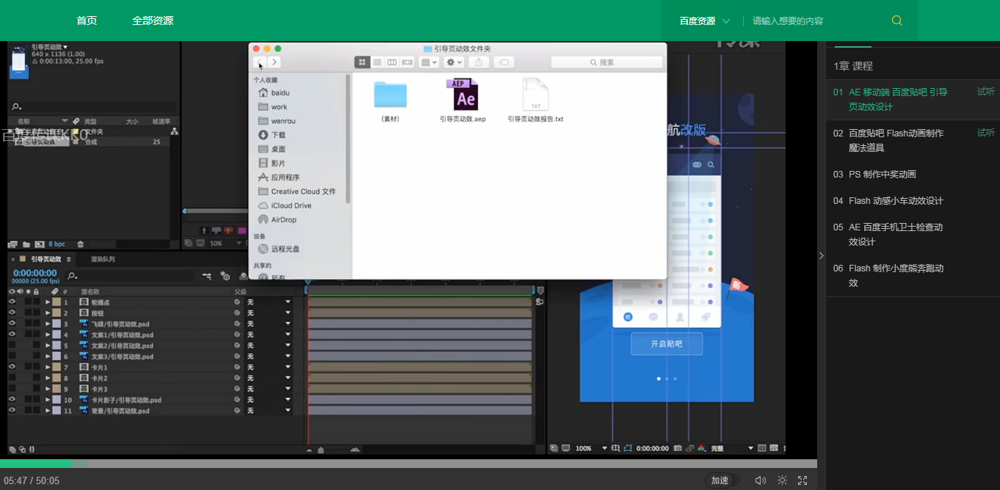 首页
全部资源
百度资源
请输入想要的内容
引导页动效
640 x 1136 (1.00)
Δ 0:00:13:00, 25.00 fps
名称
类型
大小
帧速率
文件夹
引导页动效
合成
25
百度传课KK0
8 bpc
引导页动效文件夹
搜索
个人收藏
baidu
work
wenrou
下载
桌面
影片
应用程序
Creative Cloud 文件
iCloud Drive
AirDrop
设备
远程光盘
共享的
所有
(素材)
AEP
Ae
引导页动效.aep
TXT
引导页动效报告.txt
50%
航改版
贴
吧
开启贴吧
引导页动效
渲染队列
0:00:00:00
00000 (25.00 fps)
#
源名称
父级
1 轮播点 无
2 按钮 无
3 飞碟/引导页动效.psd 无
4 文案1/引导页动效.psd 无
5 文案2/引导页动效.psd 无
6 文案3/引导页动效.psd 无
7 卡片1 无
8 卡片2 无
9 卡片3 无
10 卡片影子/引导页动效.psd 无
11 背景/引导页动效.psd 无
100%
0:00:00:00
完整
05:47 / 50:05
加速
1章 课程
01 AE 移动端 百度贴吧 引导 试听
页动效设计
02 百度贴吧 Flash动画制作 试听
魔法道具
03 PS 制作中奖动画
04 Flash 动感小车动效设计
05 AE 百度手机卫士检查动
效设计
06 Flash 制作小度熊奔跑动
效